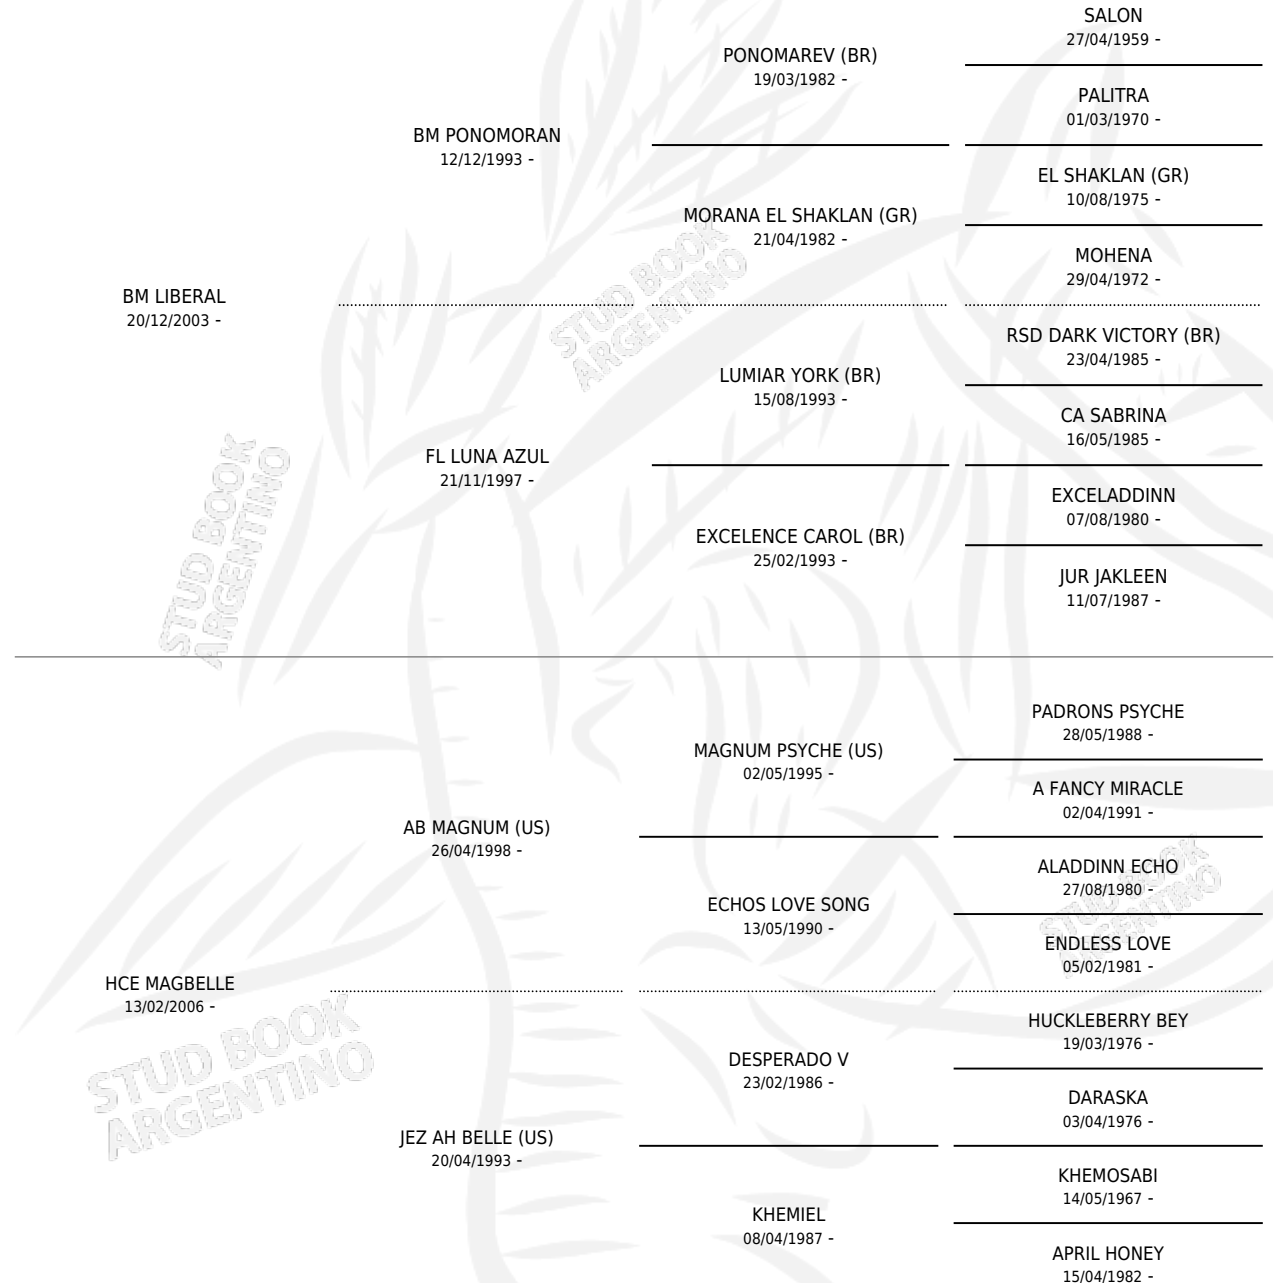 SALON
27/04/1959 -
PONOMAREV (BR)
19/03/1982 -
PALITRA
01/03/1970 -
BM PONOMORAN
12/12/1993 -
EL SHAKLAN (GR)
10/08/1975 -
MORANA EL SHAKLAN (GR)
21/04/1982 -
MOHENA
29/04/1972 -
BM LIBERAL
20/12/2003 -
RSD DARK VICTORY (BR)
23/04/1985 -
LUMIAR YORK (BR)
15/08/1993 -
CA SABRINA
16/05/1985 -
FL LUNA AZUL
21/11/1997 -
EXCELADDINN
07/08/1980 -
EXCELENCE CAROL (BR)
25/02/1993 -
JUR JAKLEEN
11/07/1987 -
STUD BOOK
ARGENTINO
STUD BOOK
ARGENTINO
PADRONS PSYCHE
28/05/1988 -
MAGNUM PSYCHE (US)
02/05/1995 -
A FANCY MIRACLE
02/04/1991 -
AB MAGNUM (US)
26/04/1998 -
ALADDINN ECHO
27/08/1980 -
ECHOS LOVE SONG
13/05/1990 -
ENDLESS LOVE
05/02/1981 -
HCE MAGBELLE
13/02/2006 -
HUCKLEBERRY BEY
19/03/1976 -
DESPERADO V
23/02/1986 -
DARASKA
03/04/1976 -
JEZ AH BELLE (US)
20/04/1993 -
KHEMOSABI
14/05/1967 -
KHEMIEL
08/04/1987 -
APRIL HONEY
15/04/1982 -
STUD BOOK
ARGENTINO
STUD BOOK
ARGENTINO